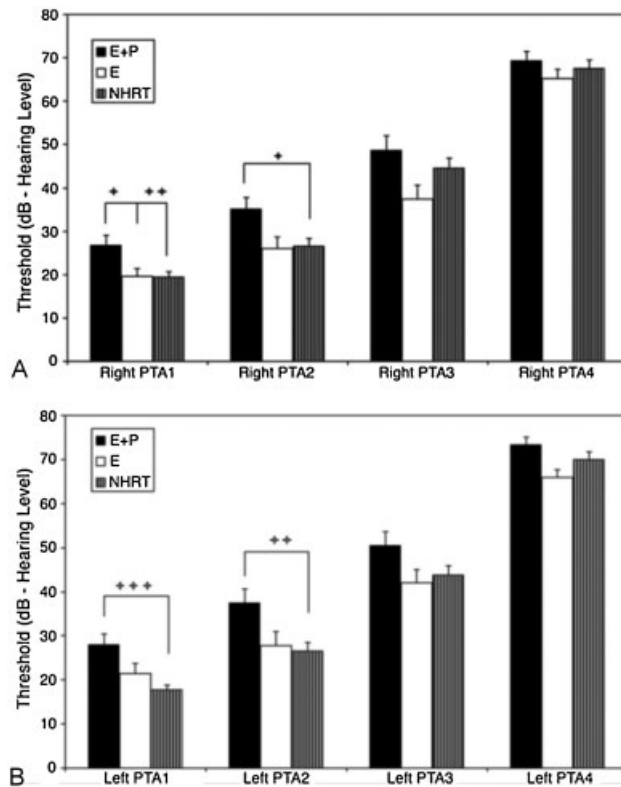 80
70
60
50
40
30
20
10
0
Threshold (dB - Hearing Level)
E+P
E
NHRT
+ ++
+
A
Right PTA1 Right PTA2 Right PTA3 Right PTA4
80
70
60
50
40
30
20
10
0
Threshold (dB - Hearing Level)
E+P
E
NHRT
+++
++
B
Left PTA1 Left PTA2 Left PTA3 Left PTA4